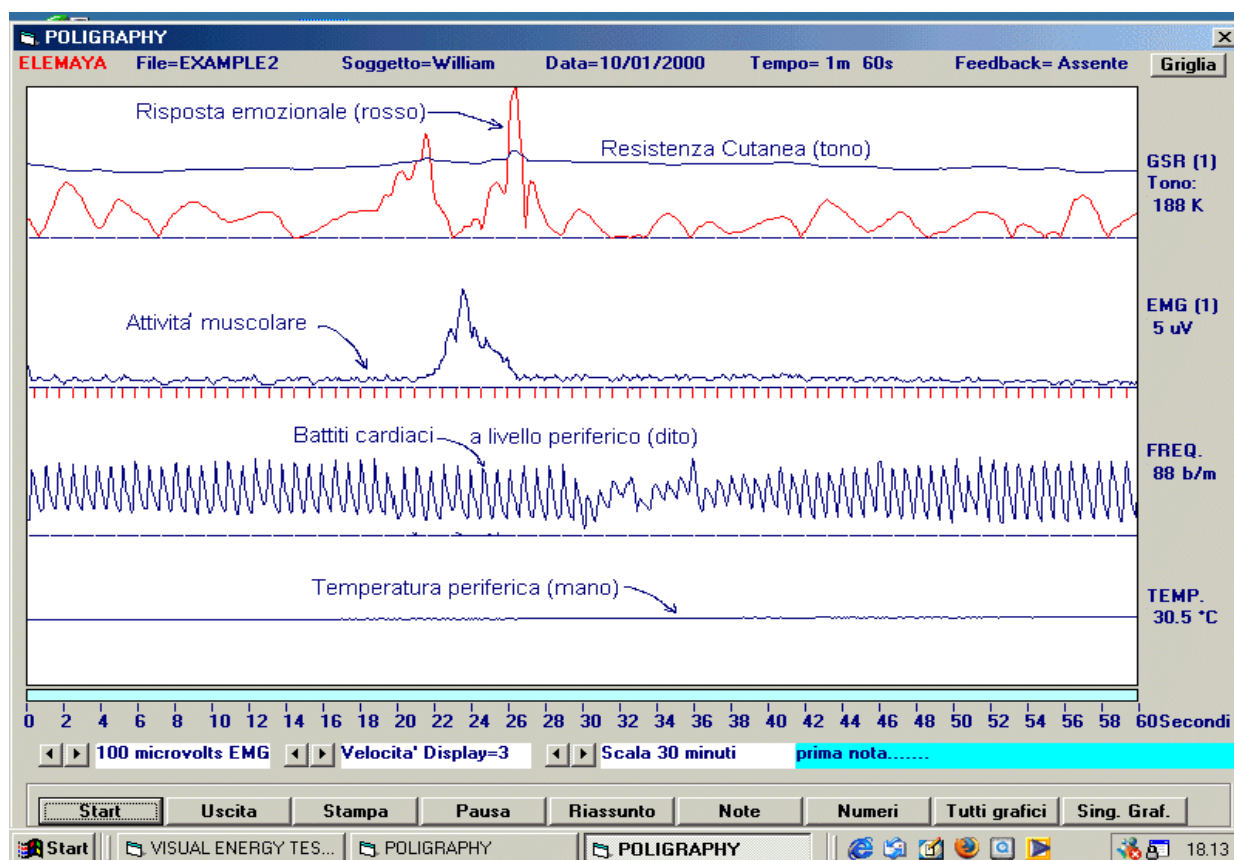 POLIGRAPHY
ELEMAYA File=EXAMPLE2 Soggetto=William Data=10/01/2000 Tempo= 1m 60s Feedback= Assente Griglia
Risposta emozionale (rosso)
Resistenza Cutanea (tono)
GSR (1)
Tono:
188 K
Attivita' muscolare
EMG (1)
5 uV
Battiti cardiaci a livello periferico (dito)
FREQ.
88 b/m
Temperatura periferica (mano)
TEMP.
30.5 °C
0 2 4 6 8 10 12 14 16 18 20 22 24 26 28 30 32 34 36 38 40 42 44 46 48 50 52 54 56 58 60Secondi
100 microvolts EMG Velocita' Display=3 Scala 30 minuti prima nota.......
Start Uscita Stampa Pausa Riassunto Note Numeri Tutti grafici Sing. Graf.
Start VISUAL ENERGY TES... POLIGRAPHY POLIGRAPHY 18.13